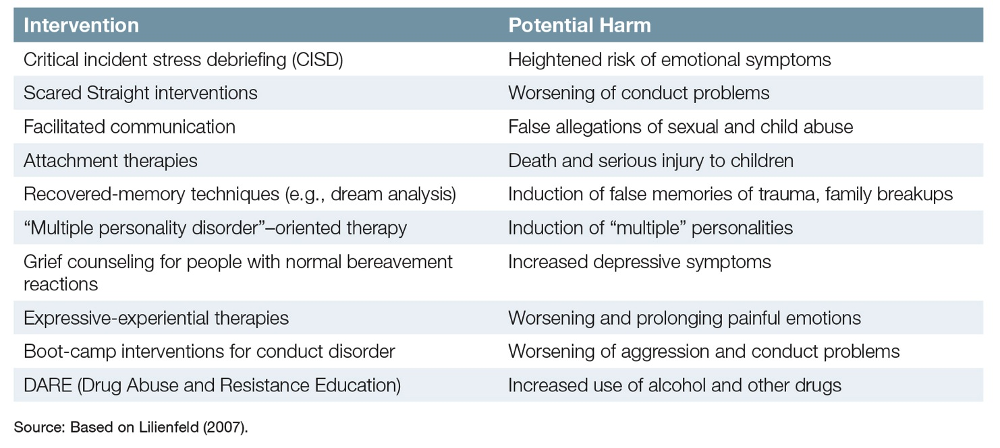 Intervention Potential Harm
Critical incident stress debriefing (CISD) Heightened risk of emotional symptoms
Scared Straight interventions Worsening of conduct problems
Facilitated communication False allegations of sexual and child abuse
Attachment therapies Death and serious injury to children
Recovered-memory techniques (e.g., dream analysis) Induction of false memories of trauma, family breakups
“Multiple personality disorder”–oriented therapy Induction of “multiple” personalities
Grief counseling for people with normal bereavement Increased depressive symptoms
reactions
Expressive-experiential therapies Worsening and prolonging painful emotions
Boot-camp interventions for conduct disorder Worsening of aggression and conduct problems
DARE (Drug Abuse and Resistance Education) Increased use of alcohol and other drugs
Source: Based on Lilienfeld (2007).